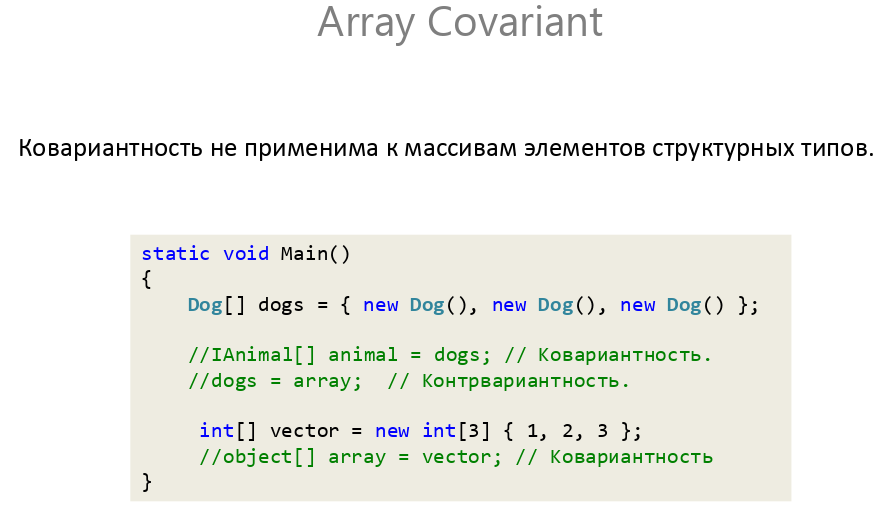 Array Covariant
Ковариантность не применима к массивам элементов структурных типов.
static void Main()
{
Dog[] dogs = { new Dog(), new Dog(), new Dog() };
//IAnimal[] animal = dogs; // Ковариантность.
//dogs = array;  // Контрвариантность.
int[] vector = new int[3] { 1, 2, 3 };
//object[] array = vector; // Ковариантность
}